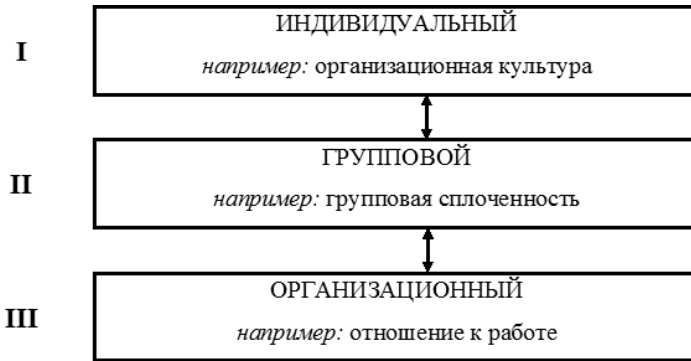 I
ИНДИВИДУАЛЬНЫЙ
например: организационная культура
II
ГРУППОВОЙ
например: групповая сплоченность
III
ОРГАНИЗАЦИОННЫЙ
например: отношение к работе